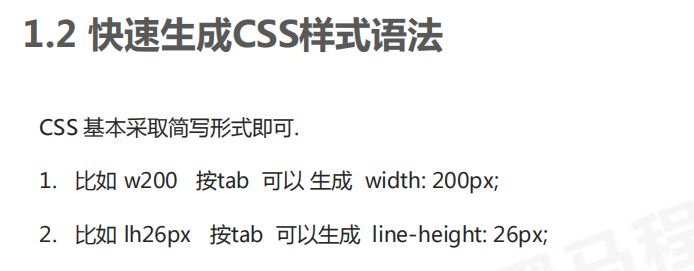 1.2 快速生成CSS样式语法
CSS 基本采取简写形式即可.
1. 比如 w200 按tab 可以 生成 width: 200px;
2. 比如 lh26px 按tab 可以生成 line-height: 26px;
马程